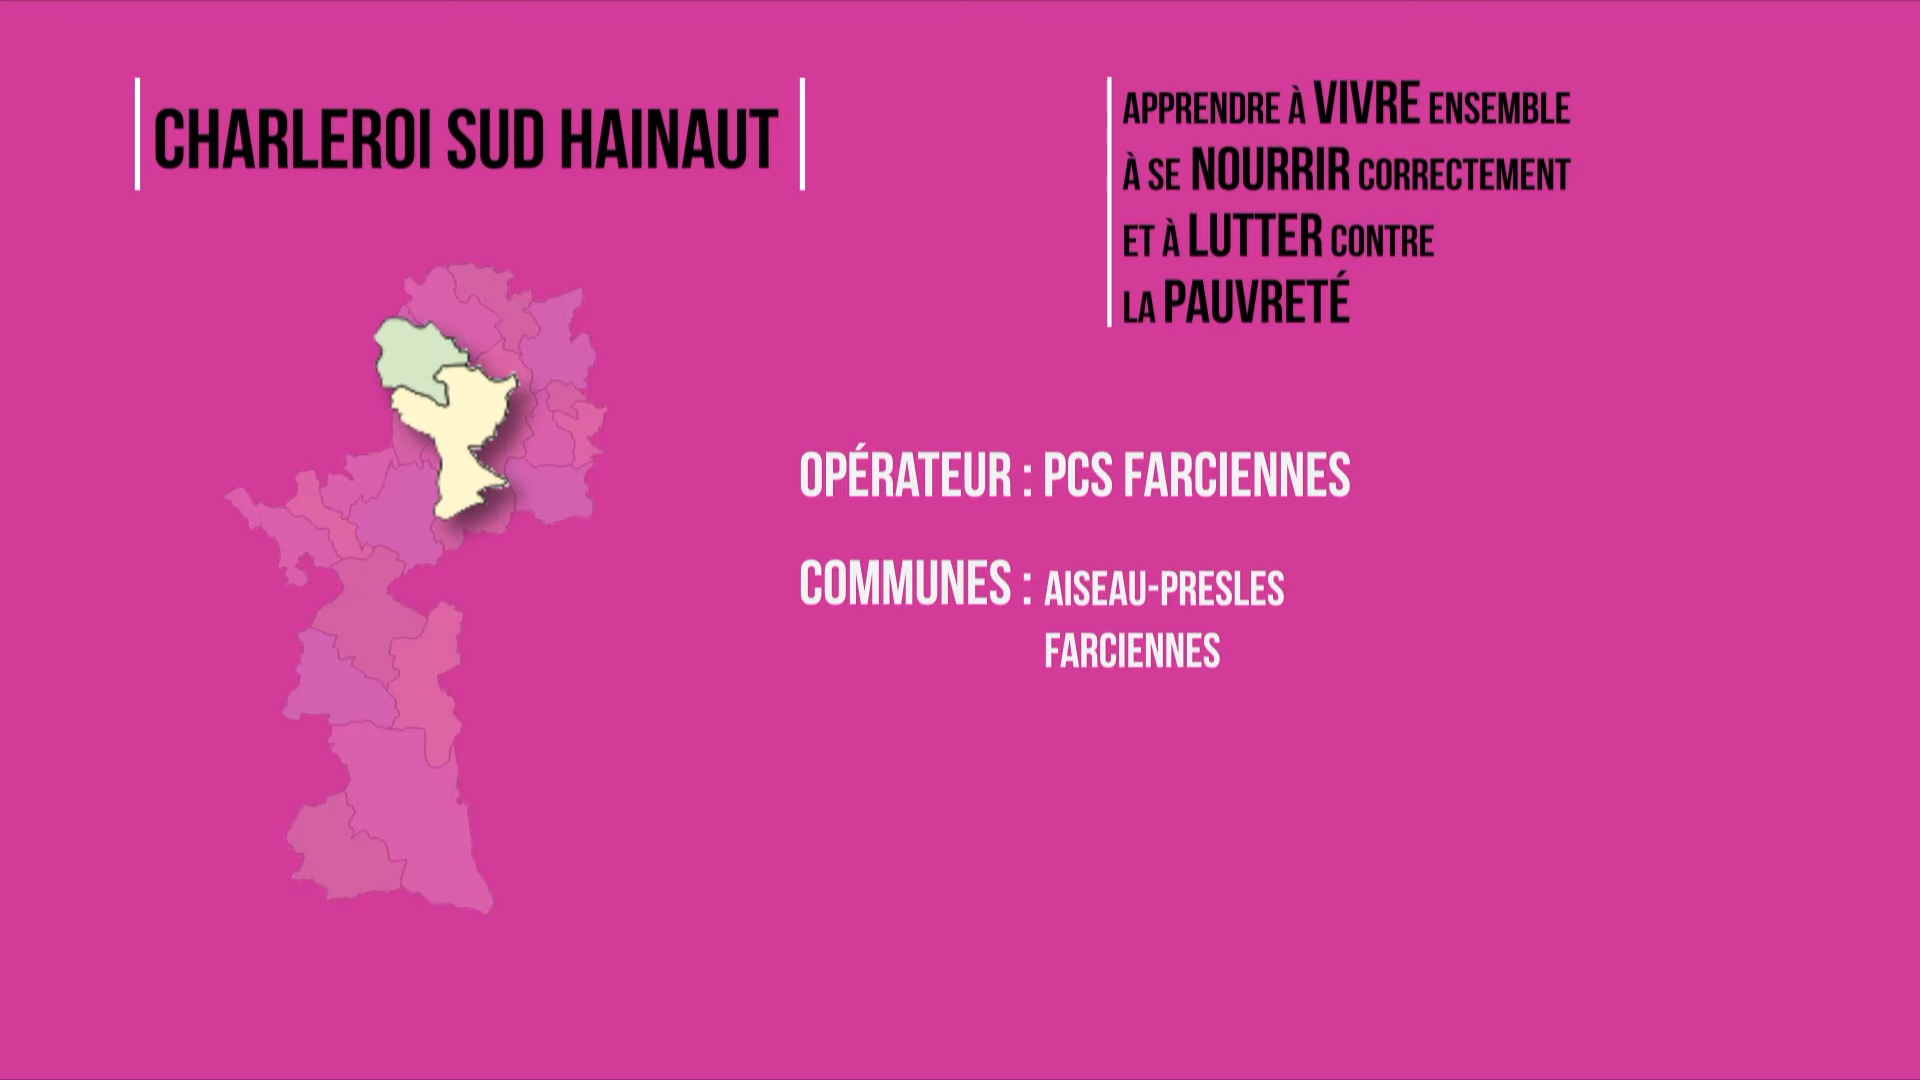 CHARLEROI SUD HAINAUT
APPRENDRE À VIVRE ENSEMBLE
À SE NOURRIR CORRECTEMENT
ET À LUTTER CONTRE
LA PAUVRETÉ
OPÉRATEUR : PCS FARCIENNES
COMMUNES : AISEAU-PRESLES
FARCIENNES